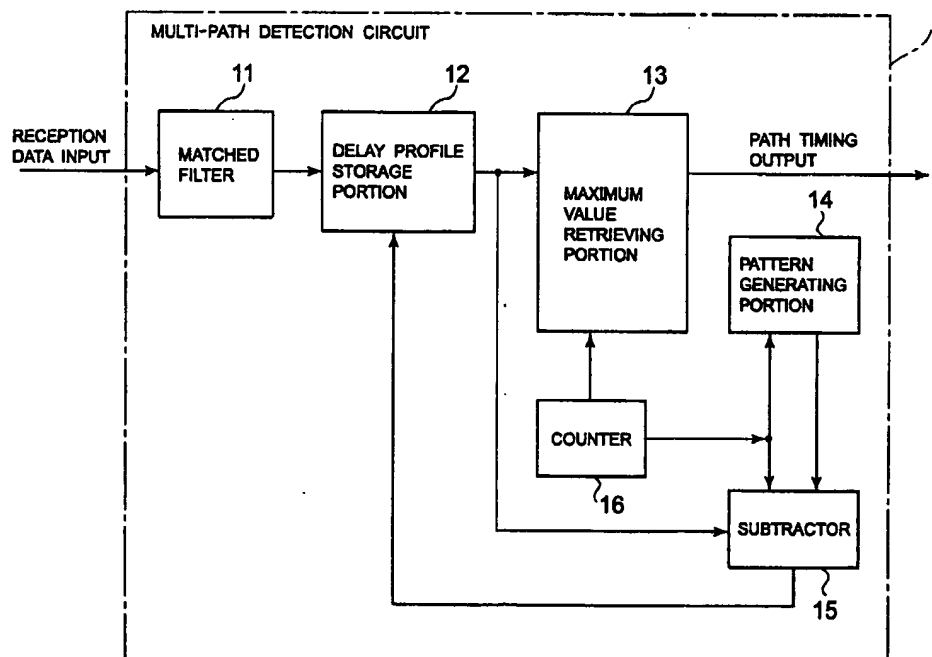 MULTI-PATH DETECTION CIRCUIT
11
12
13
RECEPTION
DATA INPUT
MATCHED
FILTER
DELAY PROFILE
STORAGE
PORTION
MAXIMUM
VALUE
RETRIEVING
PORTION
PATH TIMING
OUTPUT
14
PATTERN
GENERATING
PORTION
COUNTER
16
SUBTRACTOR
15